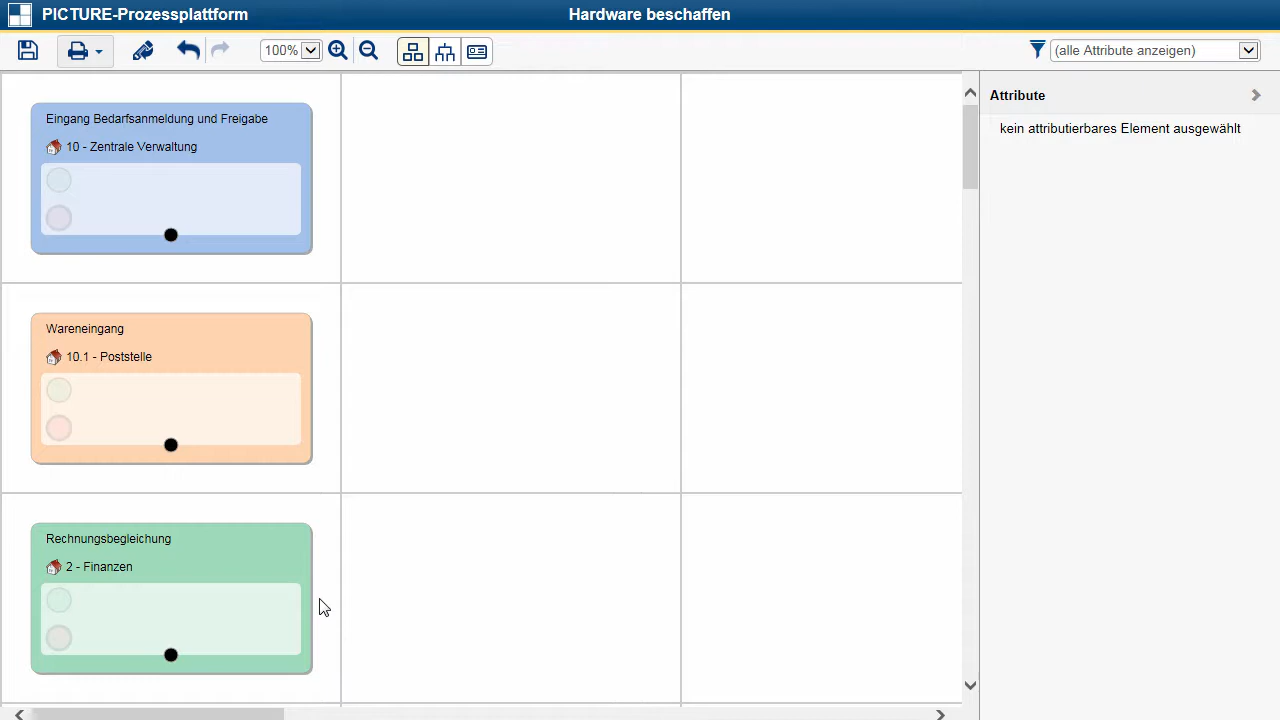 PICTURE-Prozessplattform
Hardware beschaffen
100%
(alle Attribute anzeigen)
Eingang Bedarfsanmeldung und Freigabe
10 - Zentrale Verwaltung
Wareneingang
10.1 - Poststelle
Rechnungsbegleichung
2 - Finanzen
Attribute
kein attributierbares Element ausgewählt